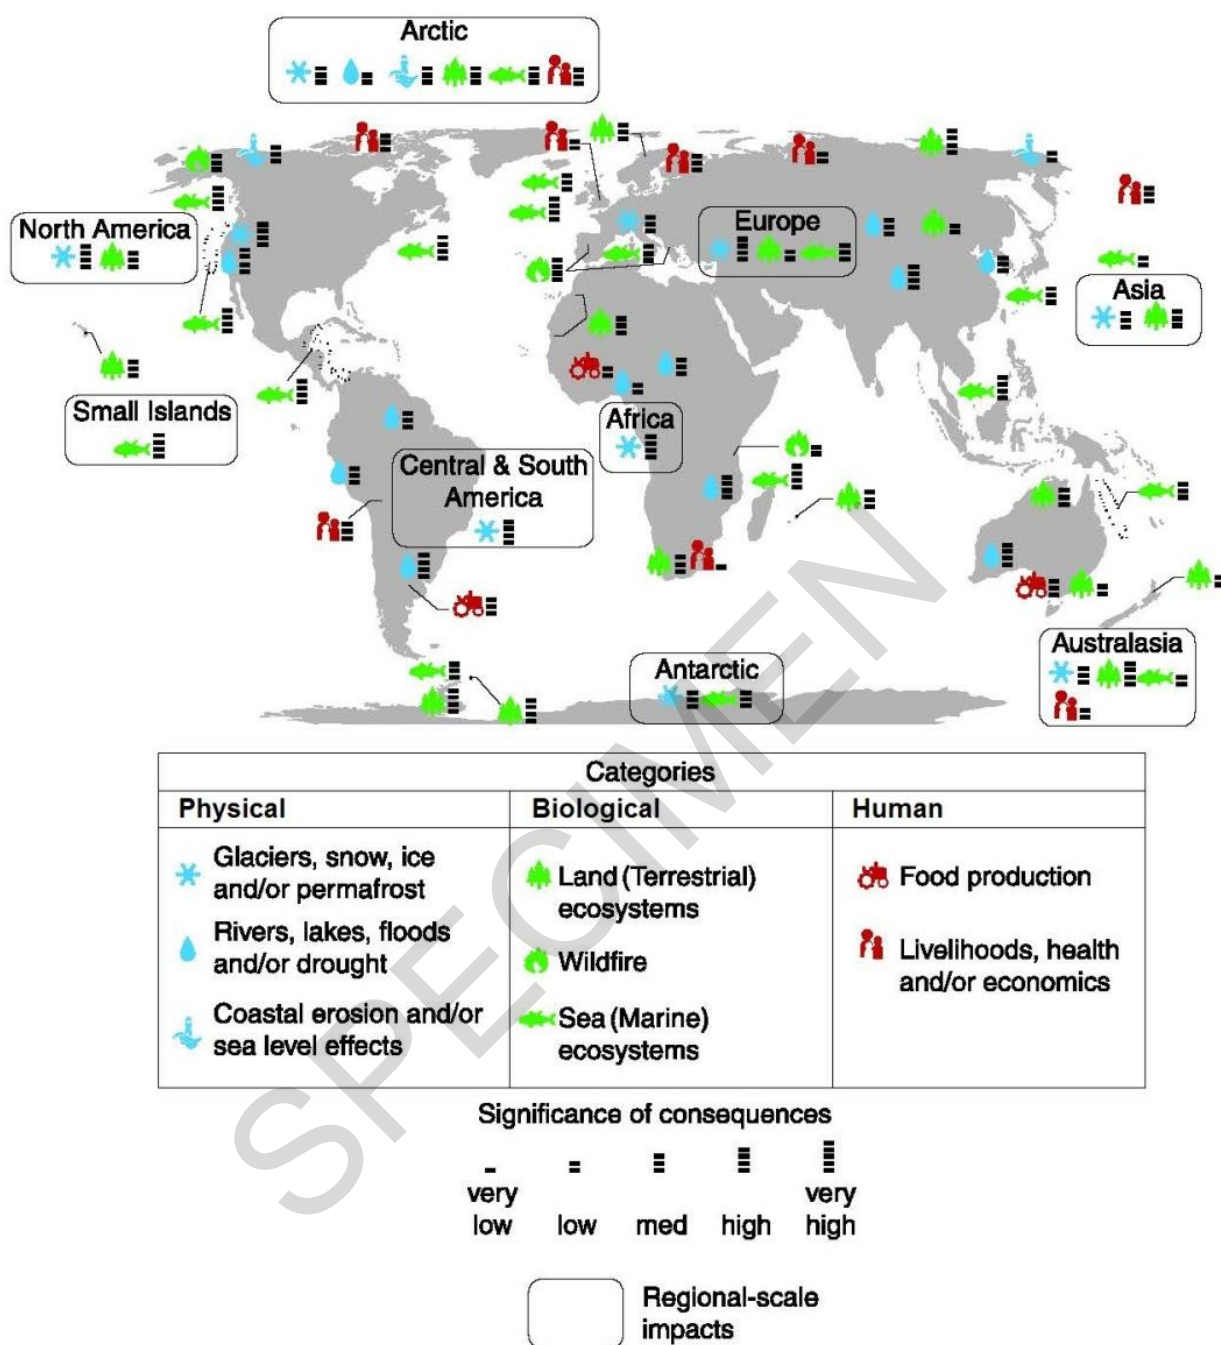 Arctic
North America
Europe
Asia
Small Islands
Africa
Central & South
America
Antarctic
Australasia
Categories
Physical
Biological
Human
Glaciers, snow, ice
and/or permafrost
Rivers, lakes, floods
and/or drought
Coastal erosion and/or
sea level effects
Land (Terrestrial)
ecosystems
Wildfire
Sea (Marine)
ecosystems
Food production
Livelihoods, health
and/or economics
Significance of consequences
very
low
low
med
high
very
high
Regional-scale
impacts
SPECIMEN